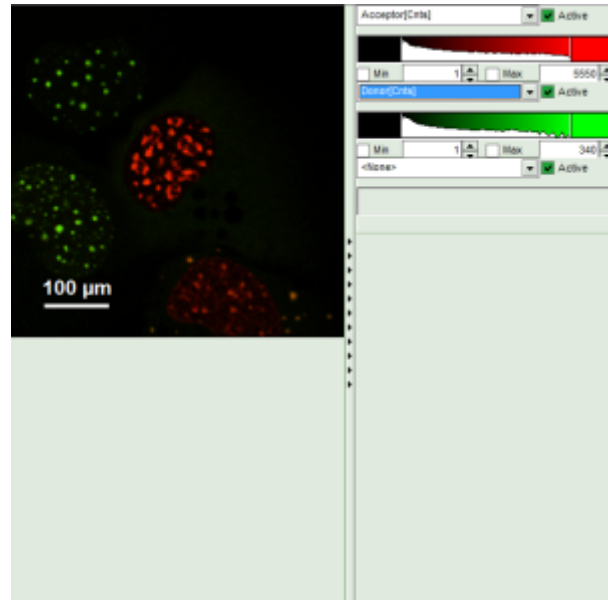 Acceptor[Cnts]
Active
Min 1 Max 5550
Donor[Cnts]
Active
Min 1 Max 340
<None>
Active
100 µm